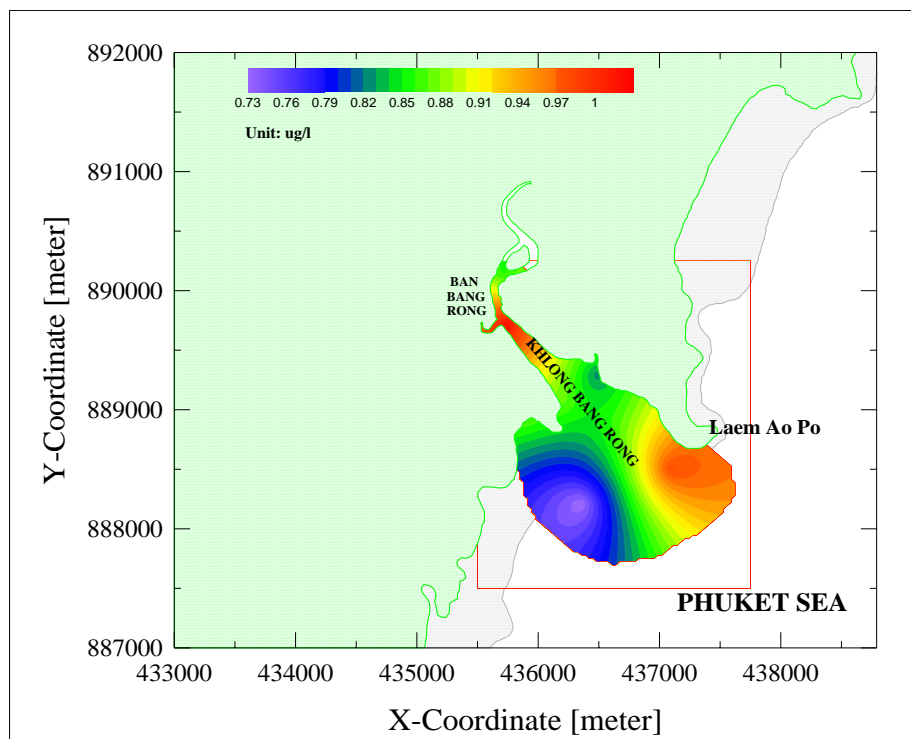 892000
0.73 0.76 0.79 0.82 0.85 0.88 0.91 0.94 0.97 1
Unit: ug/l
891000
890000
BAN
BANG
RONG
KHLONG BANG RONG
889000
Laem Ao Po
888000
PHUKET SEA
887000
433000 434000 435000 436000 437000 438000
X-Coordinate [meter]
Y-Coordinate [meter]